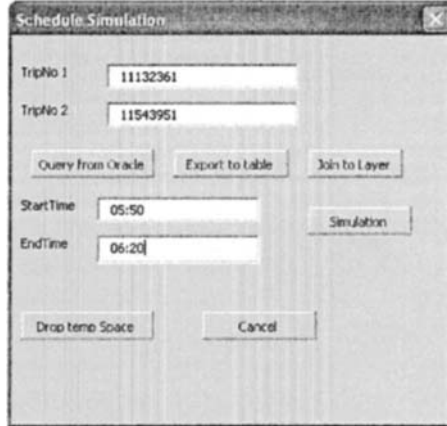 Schedule Simulation
TripNo 1 11132361
TripNo 2 11543951
Query from Oracle Export to table Join to Layer
StartTime 05:50
Simulation
EndTime 06:20
Drop temp Space Cancel